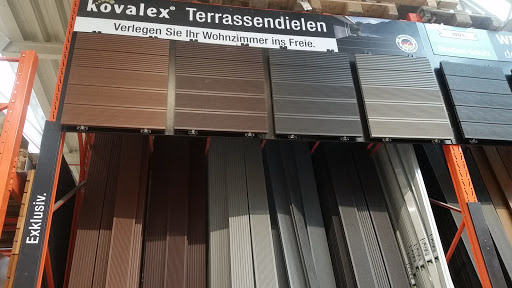 kovalex® Terrassendielen
Verlegen Sie Ihr Wohnzimmer ins Freie.
Exklusiv.